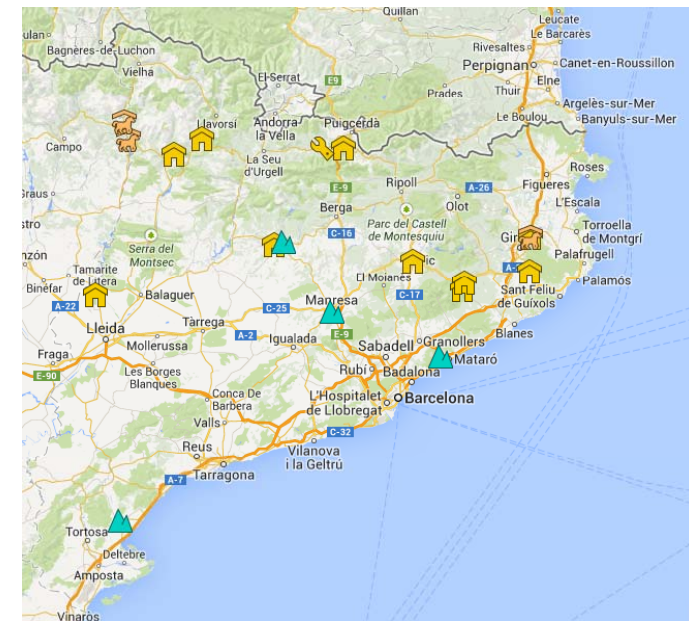 Quillan
Leucate
Le Barcarès
Bagneres-de-Luchon
Vielha
Rivesaltes
Perpignan
Canet-en-Roussillon
El Serrat
E9
Prades
Thuir
Elne
Argelès-sur-Mer
Le Boulou
Banyuls-sur-Mer
Llavorsí
Andorra
la Vella
Puigcerdà
Campo
La Seu
d'Urgell
E-9
Ripoll
A-26
Roses
Figueres
Graus
Berga
Olot
L'Escala
C-16
Parc del Castell
de Montesquiu
Torroella
de Montgrí
Serra del
Montsec
Palafrugell
Tamarite
de Litera
El Moianès
Palamós
Binéfar
A-22
Balaguer
C-25
Manresa
C-17
Sant Feliu
de Guíxols
Lleida
Tàrrega
A-2
Igualada
E-9
Blanes
Mollerussa
Sabadell
Granollers
Fraga
E-90
Les Borges
Blanques
Rubí
Badalona
Mataró
Conca De
Barbera
L'Hospitalet
de Llobregat
Barcelona
Valls
C-32
Reus
Vilanova
i la Geltrú
A-7
Tarragona
Tortosa
Deltebre
Amposta
Vinaròs